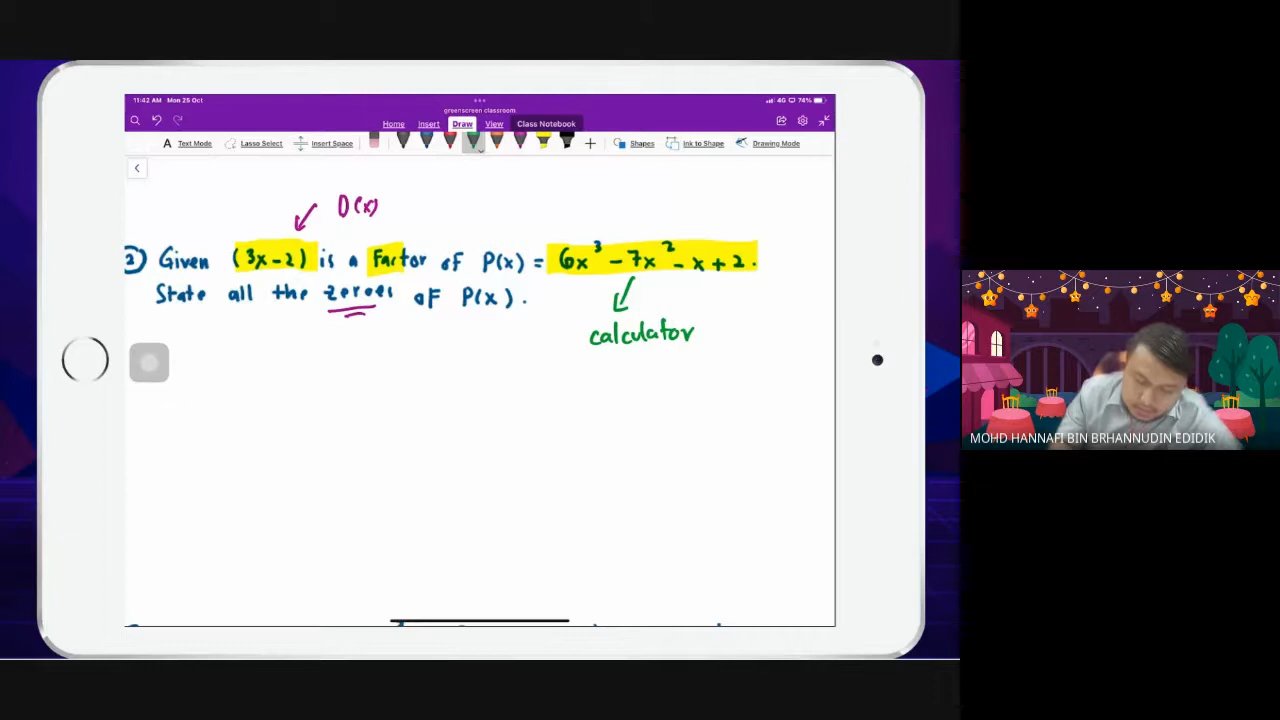 11:42 AM Mon 25 Oct
4G 74%
greenscreen classroom
Home Insert Draw View Class Notebook
A Text Mode Lasso Select Insert Space Shapes Ink to Shape Drawing Mode
D(x)
2) Given (3x-2) is a Factor of P(x) = 6x³ - 7x² - x + 2.
State all the zeroes of P(x).
calculator
MOHD HANNAFI BIN BRHANNUDIN EDIDIK